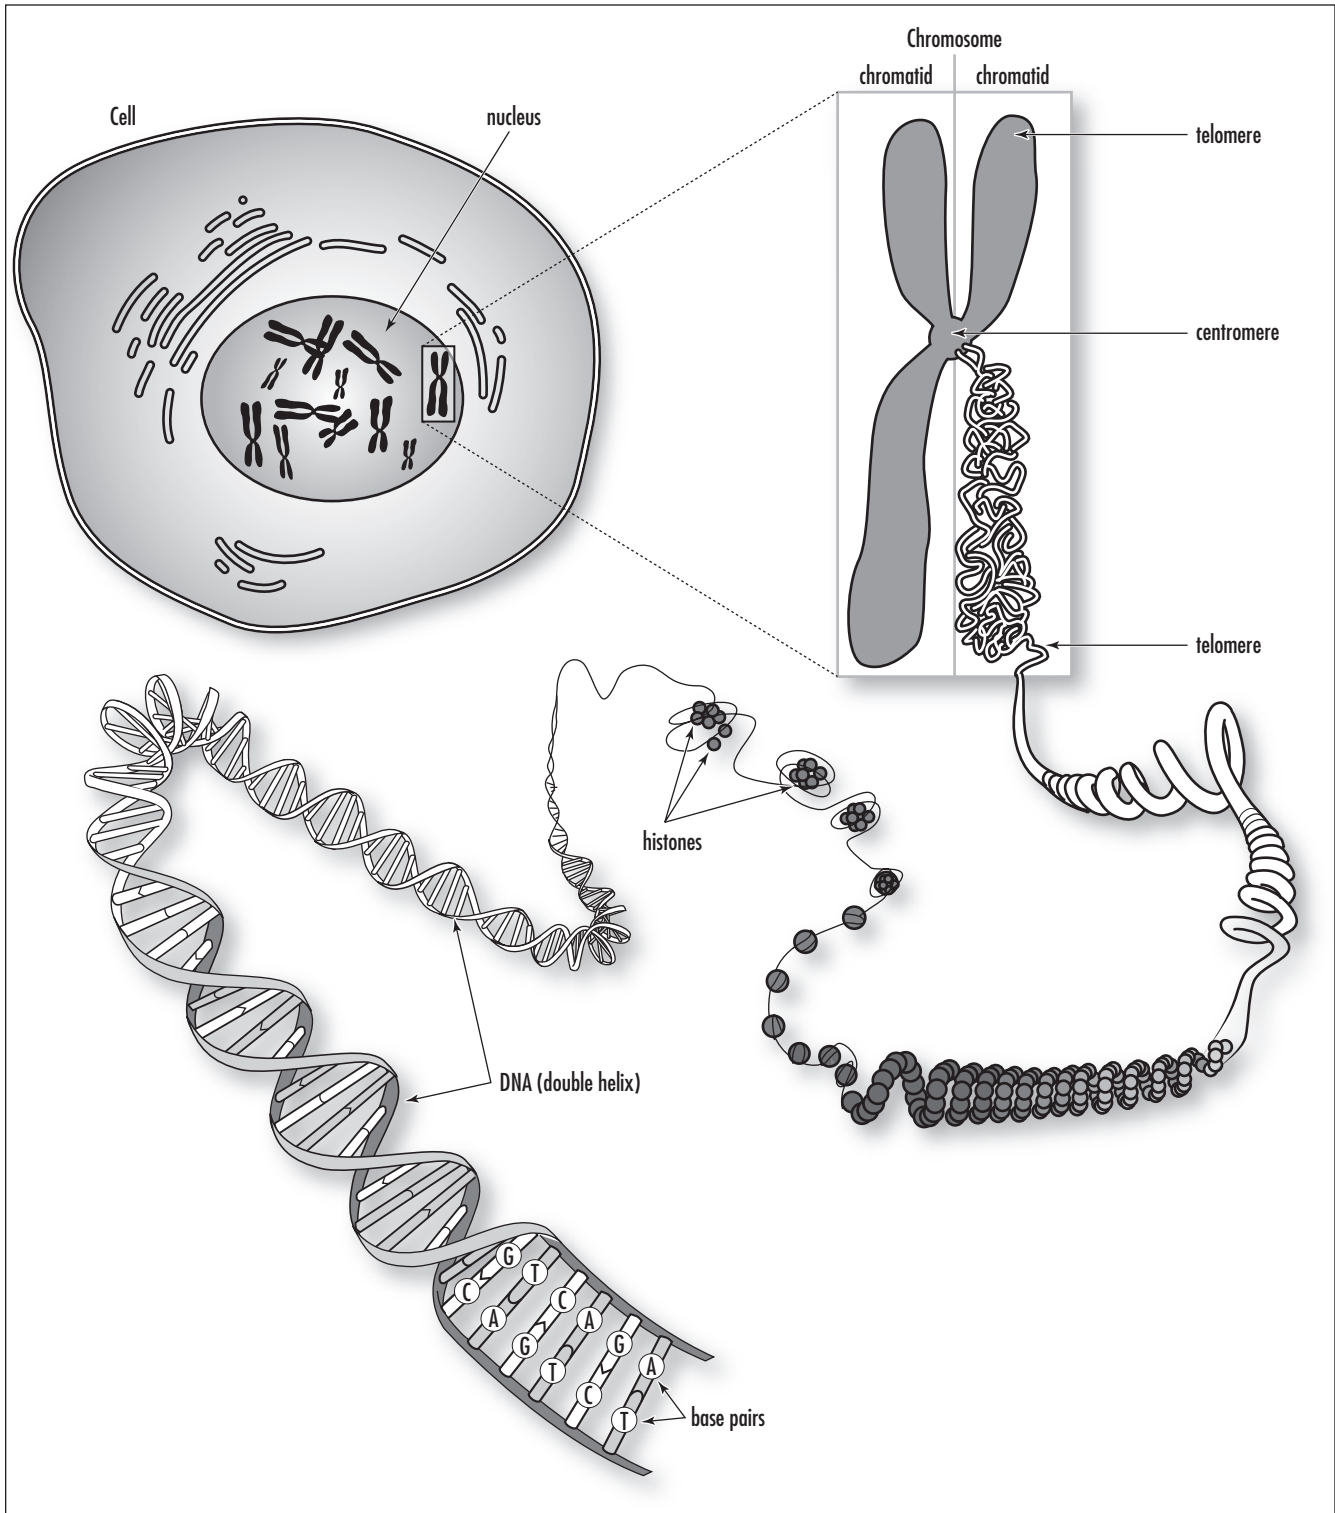 Chromosome
chromatid chromatid
Cell
nucleus
telomere
centromere
telomere
histones
DNA (double helix)
G
T
C
C
A
A
G
G
T
A
C
T
base pairs